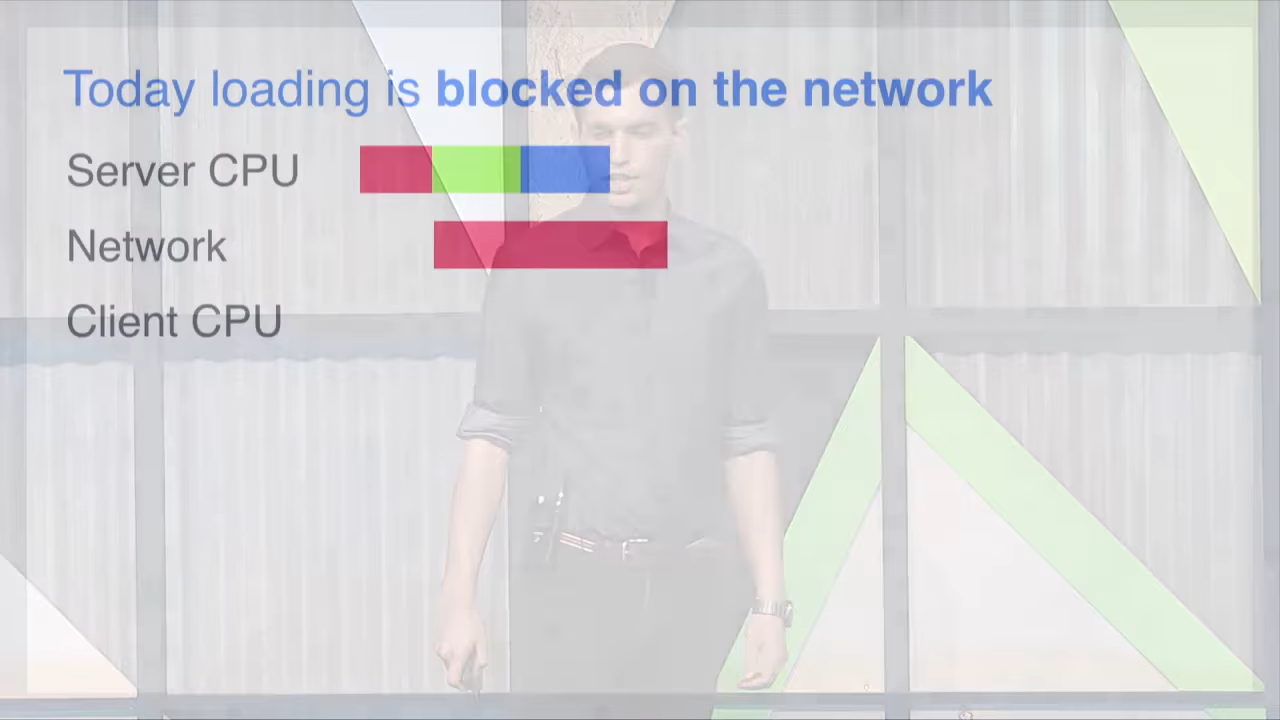 Today loading is blocked on the network
Server CPU
Network
Client CPU